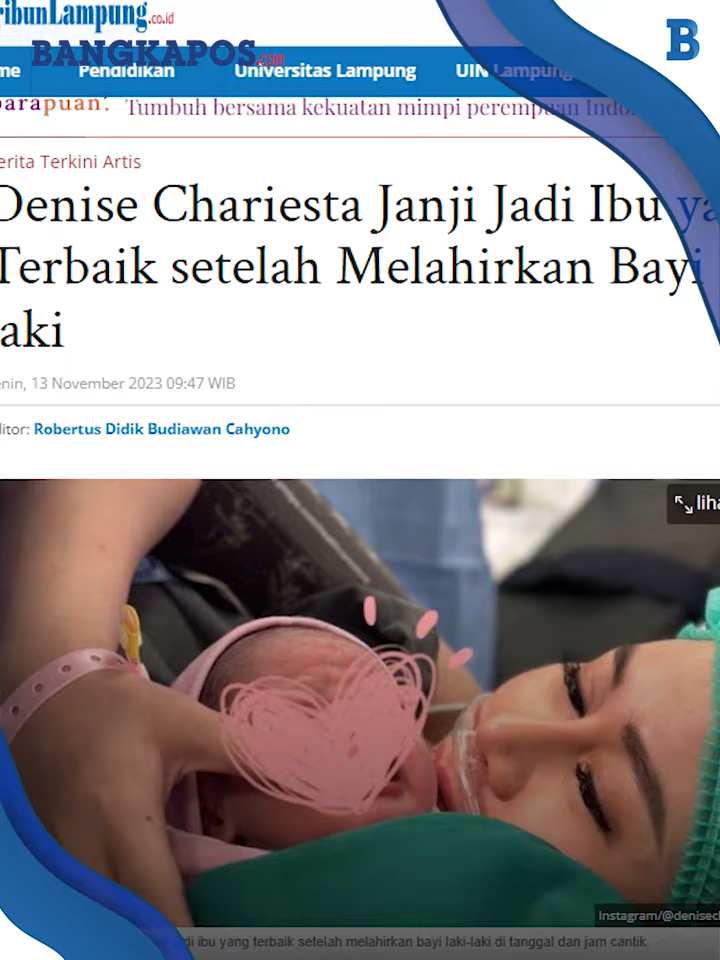 ribunLampung.co.id
BANGKAPOS.com
B
me Pendidikan Universitas Lampung UIN Lampung
parapuan. Tumbuh bersama kekuatan mimpi perempuan Indo
erita Terkini Artis
Denise Chariesta Janji Jadi Ibu ya
Terbaik setelah Melahirkan Bayi
aki
enin, 13 November 2023 09:47 WIB
ditor: Robertus Didik Budiawan Cahyono
liha
Instagram/@denisec
di ibu yang terbaik setelah melahirkan bayi laki-laki di tanggal dan jam cantik.